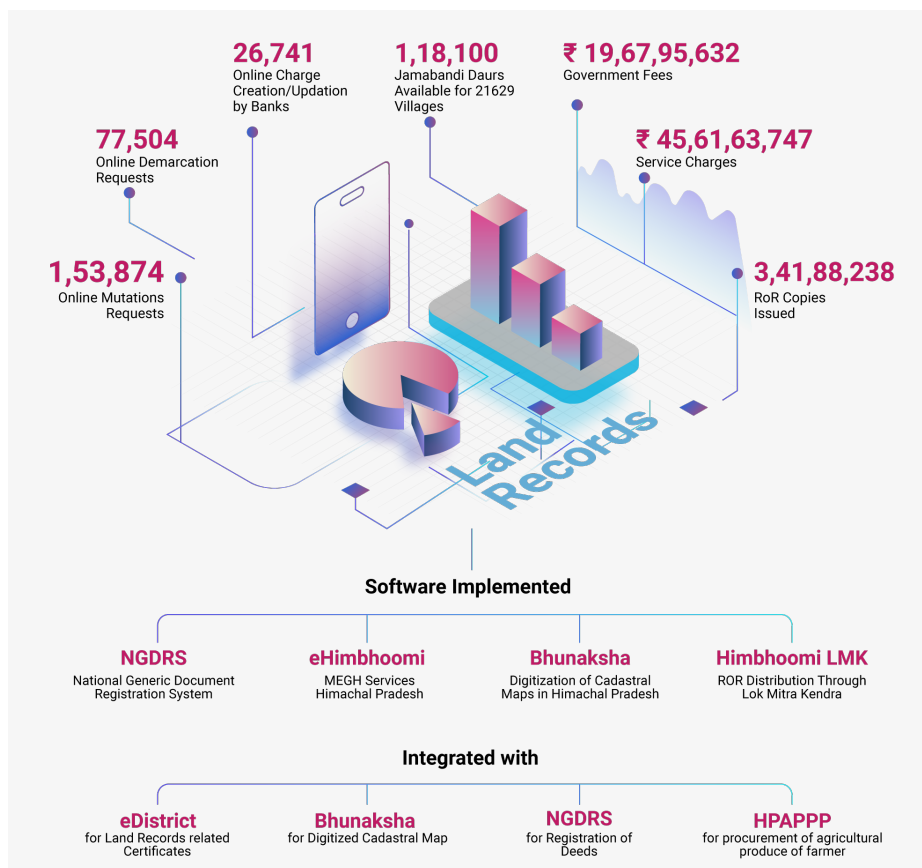 26,741
Online Charge
Creation/Updation
by Banks
1,18,100
Jamabandi Daurs
Available for 21629
Villages
₹ 19,67,95,632
Government Fees
77,504
Online Demarcation
Requests
₹ 45,61,63,747
Service Charges
1,53,874
Online Mutations
Requests
3,41,88,238
RoR Copies
Issued
Land
Records
Software Implemented
NGDRS
National Generic Document
Registration System
eHimbhoomi
MEGH Services
Himachal Pradesh
Bhunaksha
Digitization of Cadastral
Maps in Himachal Pradesh
Himbhoomi LMK
ROR Distribution Through
Lok Mitra Kendra
Integrated with
eDistrict
for Land Records related
Certificates
Bhunaksha
for Digitized Cadastral Map
NGDRS
for Registration of
Deeds
HPAPPP
for procurement of agricultural
produce of farmer